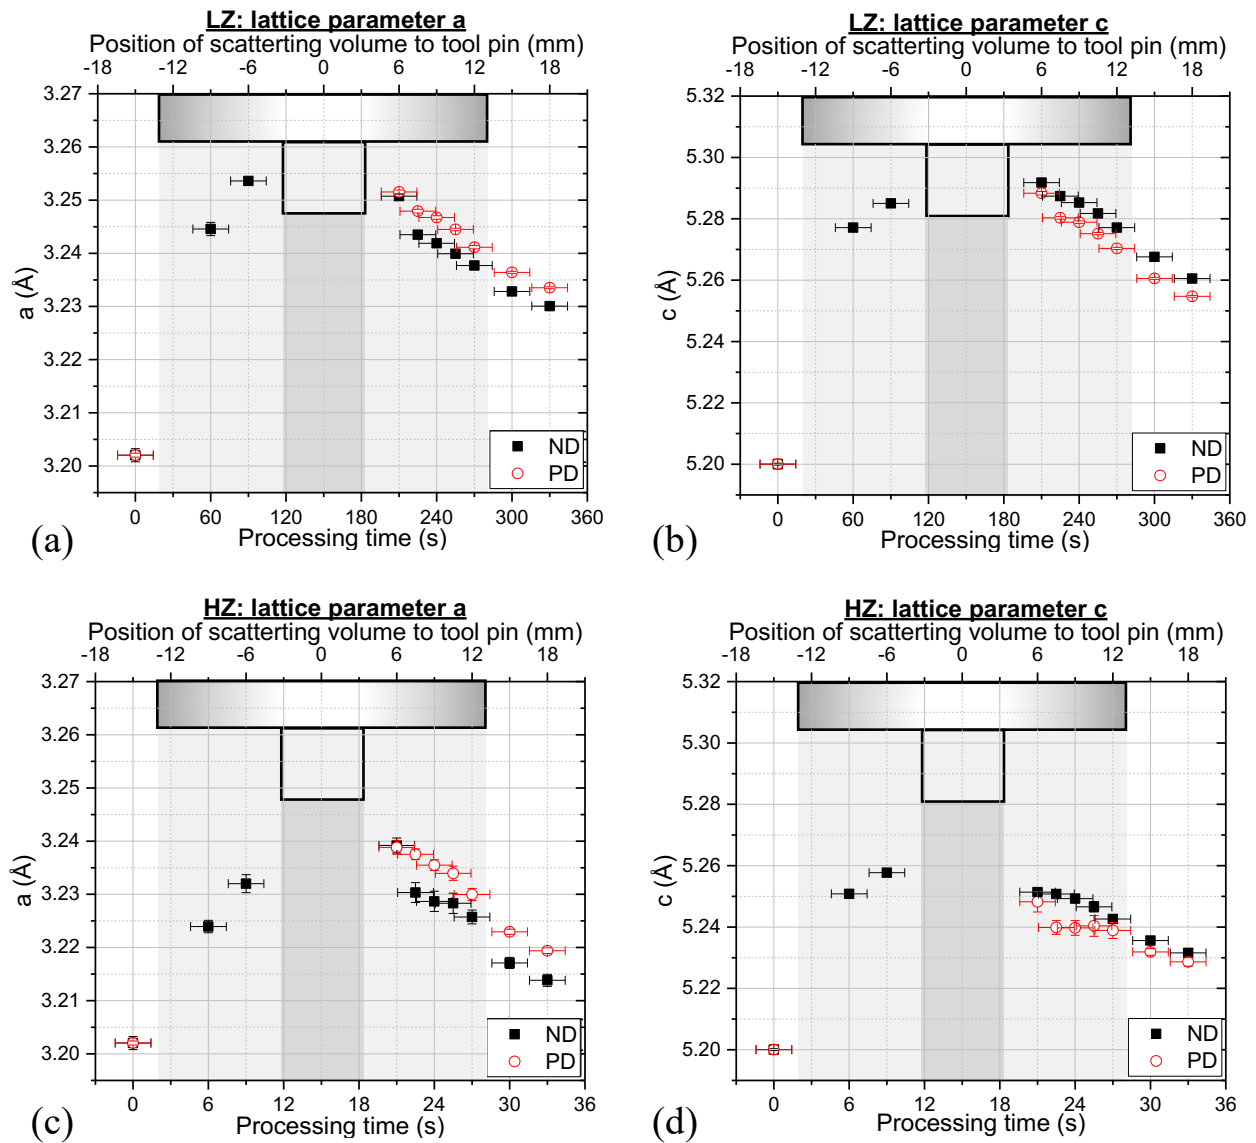 LZ: lattice parameter a
Position of scatterting volume to tool pin (mm)
-18 -12 -6 0 6 12 18
3.27
3.26
3.25
3.24
3.23
3.22
3.21
3.20
a (Å)
ND
PD
0 60 120 180 240 300 360
Processing time (s)
(a)
LZ: lattice parameter c
Position of scatterting volume to tool pin (mm)
-18 -12 -6 0 6 12 18
5.32
5.30
5.28
5.26
5.24
5.22
5.20
c (Å)
ND
PD
0 60 120 180 240 300 360
Processing time (s)
(b)
HZ: lattice parameter a
Position of scatterting volume to tool pin (mm)
-18 -12 -6 0 6 12 18
3.27
3.26
3.25
3.24
3.23
3.22
3.21
3.20
a (Å)
ND
PD
0 6 12 18 24 30 36
Processing time (s)
(c)
HZ: lattice parameter c
Position of scatterting volume to tool pin (mm)
-18 -12 -6 0 6 12 18
5.32
5.30
5.28
5.26
5.24
5.22
5.20
c (Å)
ND
PD
0 6 12 18 24 30 36
Processing time (s)
(d)